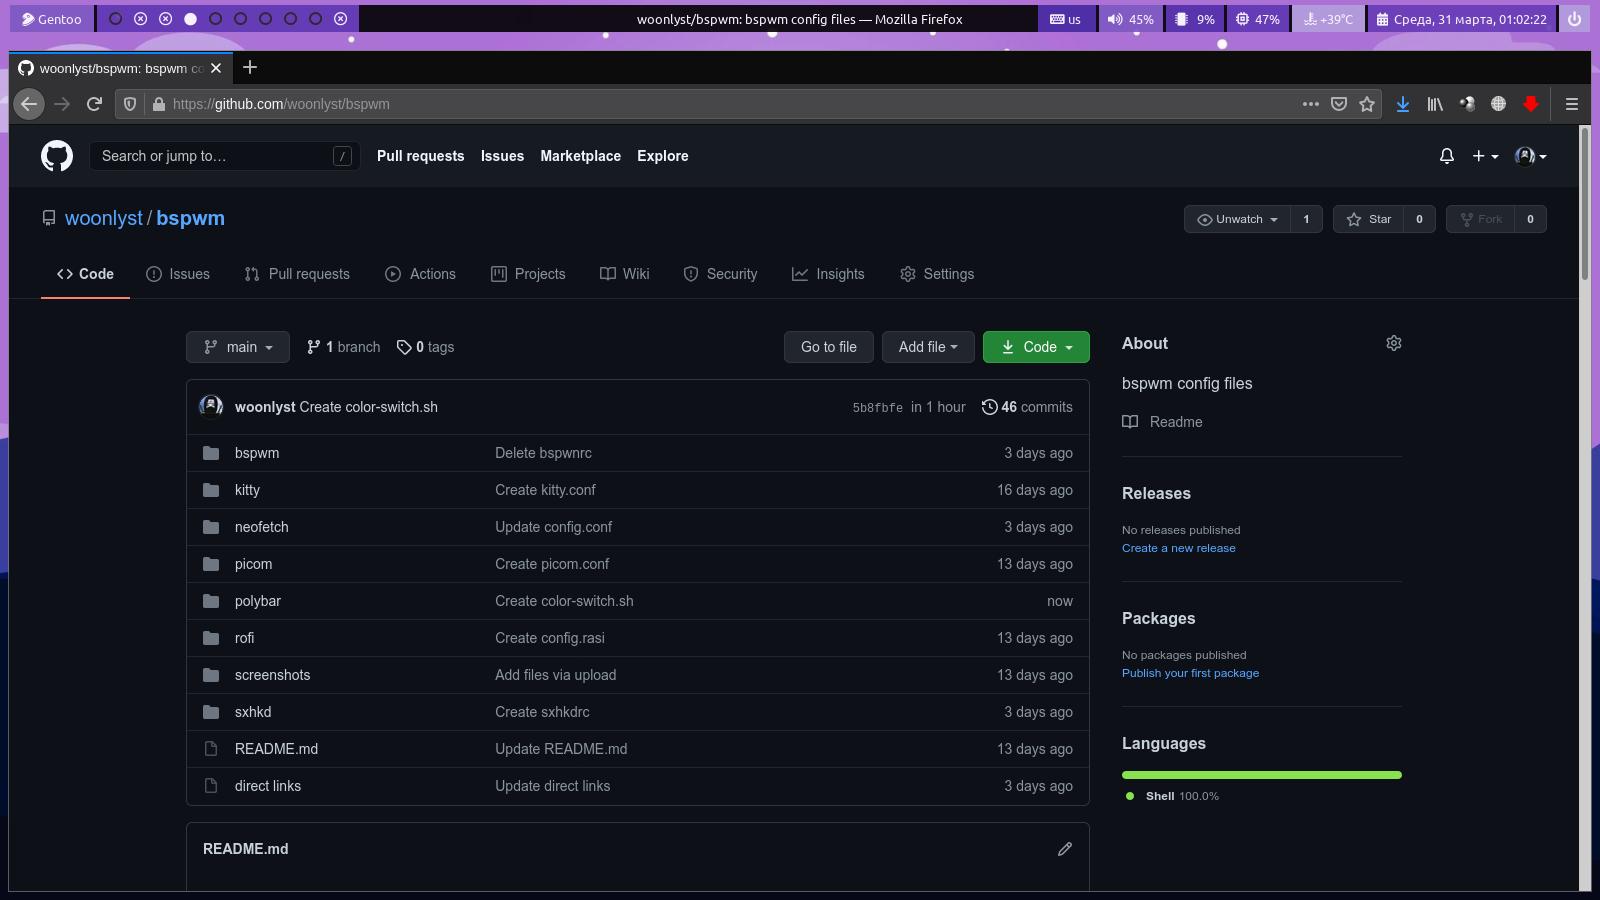 Gentoo
woonlyst/bspwm: bspwm config files — Mozilla Firefox
us 45% 9% 47% +39°C Среда, 31 марта, 01:02:22
woonlyst/bspwm: bspwm co
https://github.com/woonlyst/bspwm
Search or jump to… /
Pull requests Issues Marketplace Explore
woonlyst / bspwm
Unwatch 1 Star 0 Fork 0
Code Issues Pull requests Actions Projects Wiki Security Insights Settings
main 1 branch 0 tags Go to file Add file Code
woonlyst Create color-switch.sh 5b8fbfe in 1 hour 46 commits
bspwm Delete bspwnrc 3 days ago
kitty Create kitty.conf 16 days ago
neofetch Update config.conf 3 days ago
picom Create picom.conf 13 days ago
polybar Create color-switch.sh now
rofi Create config.rasi 13 days ago
screenshots Add files via upload 13 days ago
sxhkd Create sxhkdrc 3 days ago
README.md Update README.md 13 days ago
direct links Update direct links 3 days ago
README.md
About
bspwm config files
Readme
Releases
No releases published
Create a new release
Packages
No packages published
Publish your first package
Languages
Shell 100.0%